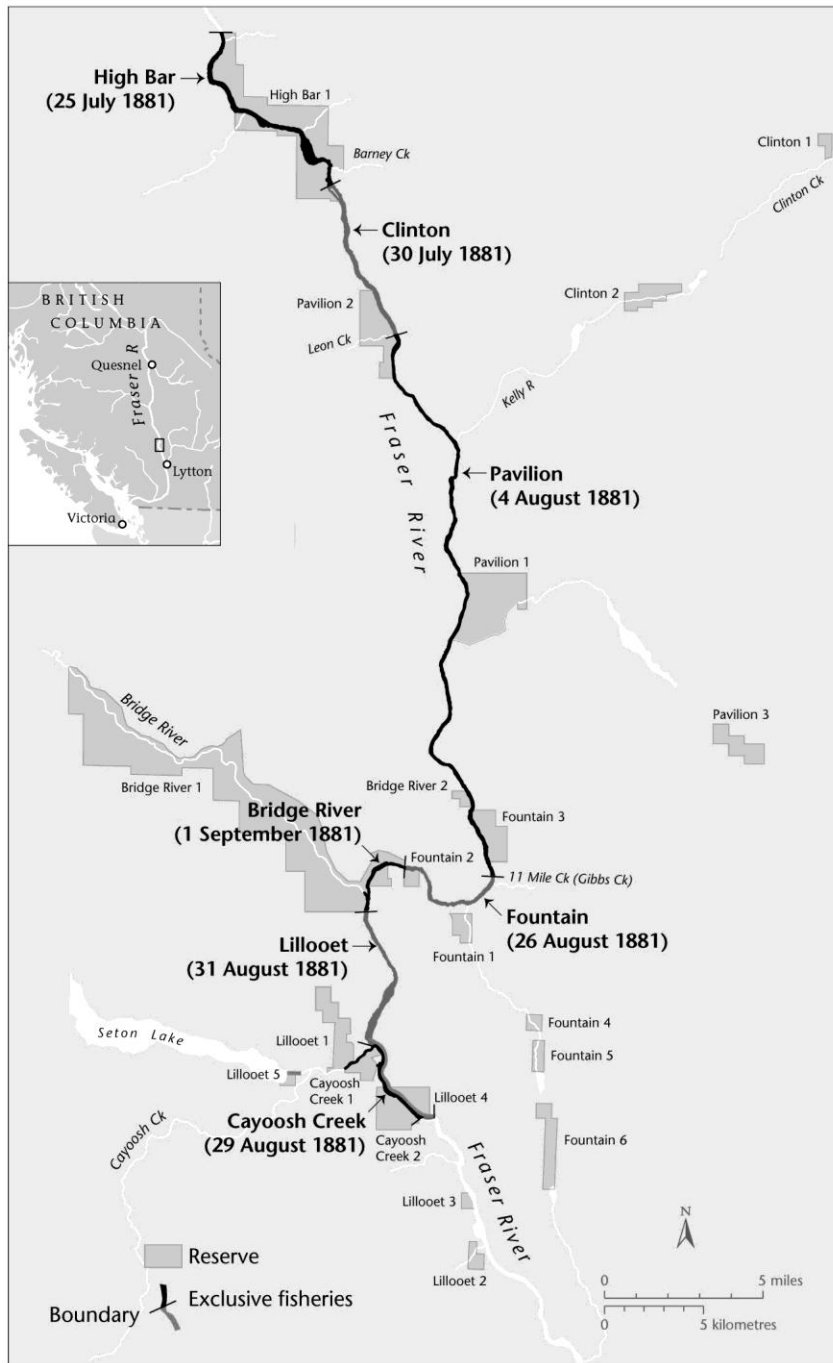 High Bar
(25 July 1881)
High Bar 1
Barney Ck
Clinton 1
Clinton Ck
Clinton
(30 July 1881)
Clinton 2
Pavilion 2
Leon Ck
Kelly R
BRITISH
COLUMBIA
Quesnel
Fraser R
Lytton
Victoria
Fraser River
Pavilion
(4 August 1881)
Pavilion 1
Pavilion 3
Bridge River
Bridge River 1
Bridge River 2
Fountain 3
Bridge River
(1 September 1881)
Fountain 2
11 Mile Ck (Gibbs Ck)
Fountain
(26 August 1881)
Fountain 1
Lillooet
(31 August 1881)
Seton Lake
Lillooet 1
Fountain 4
Fountain 5
Lillooet 5
Cayoosh
Creek 1
Lillooet 4
Cayoosh Creek
(29 August 1881)
Cayoosh
Creek 2
Cayoosh Ck
Fountain 6
Fraser River
Lillooet 3
Lillooet 2
N
Reserve
Exclusive fisheries
Boundary
0 5 miles
0 5 kilometres